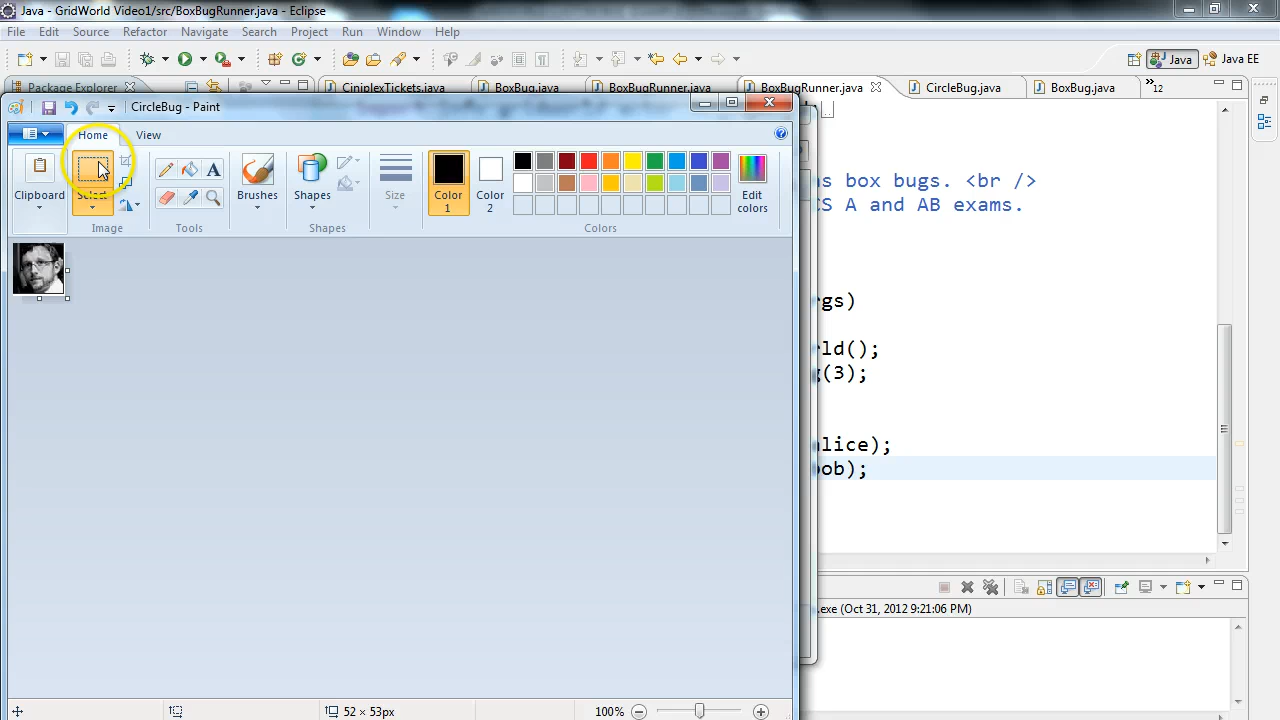 Java - GridWorld Video1/src/BoxBugRunner.java - Eclipse
File Edit Source Refactor Navigate Search Project Run Window Help
Java Java EE
Package Explorer
CiniplexTickets.java BoxBug.java BoxBugRunner.java BoxBugRunner.java CircleBug.java BoxBug.java »12
CircleBug - Paint
Home View
Clipboard
Select
Image
Tools
Brushes
Shapes
Shapes
Size
Color 1
Color 2
Edit colors
Colors
ns box bugs. <br />
CS A and AB exams.
gs)
ld();
g(3);
lice);
ob);
.exe (Oct 31, 2012 9:21:06 PM)
52 × 53px
100%